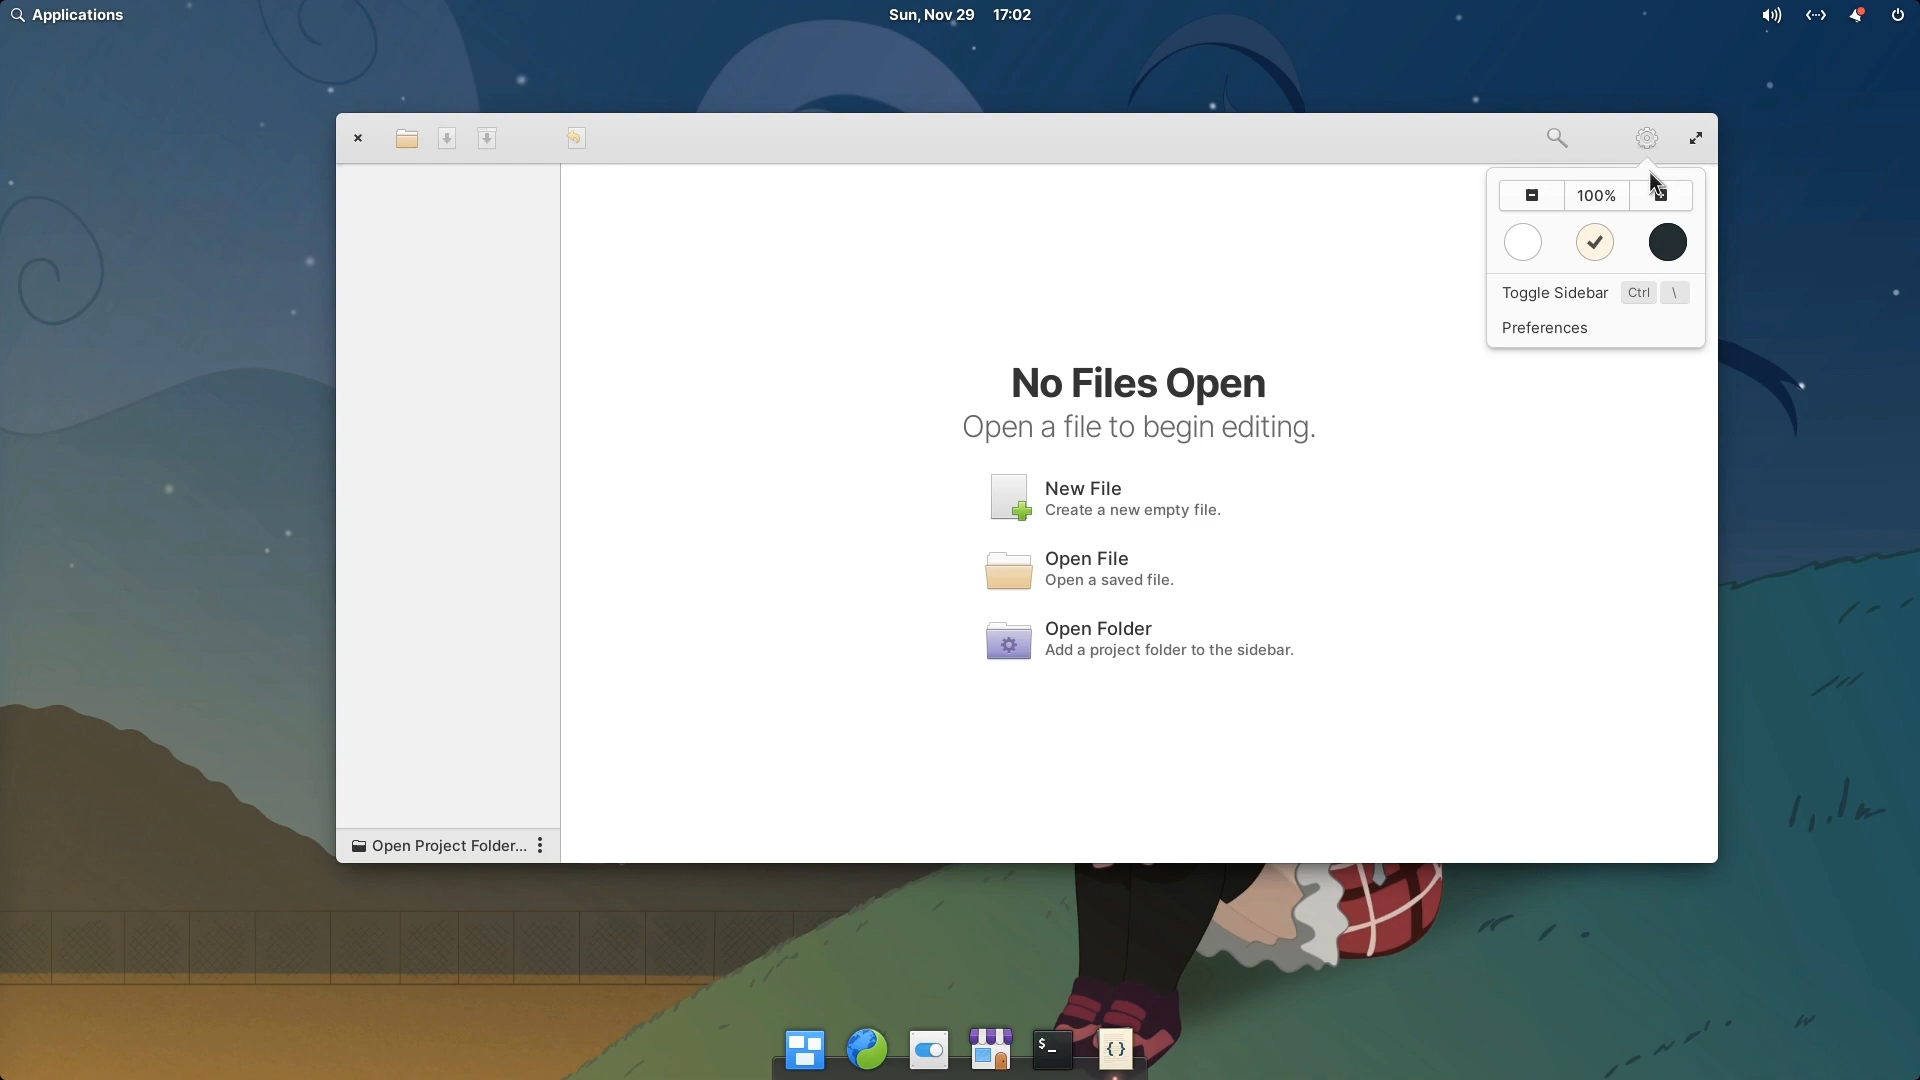 Applications
Sun, Nov 29 17:02
100%
Toggle Sidebar Ctrl \
Preferences
No Files Open
Open a file to begin editing.
New File
Create a new empty file.
Open File
Open a saved file.
Open Folder
Add a project folder to the sidebar.
Open Project Folder...
$_
{}